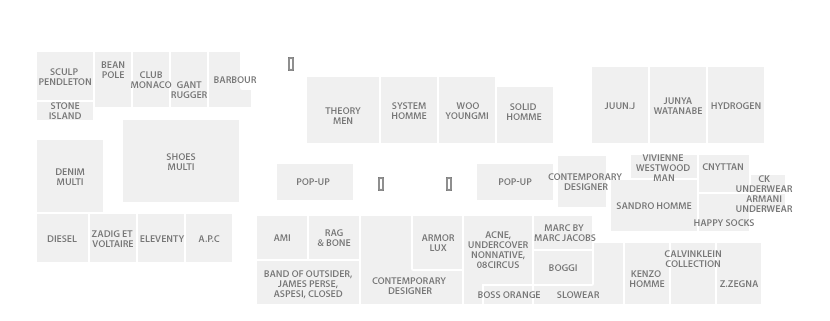 SCULP
PENDLETON
BEAN
POLE
CLUB
MONACO
GANT
RUGGER
BARBOUR
STONE
ISLAND
THEORY
MEN
SYSTEM
HOMME
WOO
YOUNGMI
SOLID
HOMME
JUUN.J
JUNYA
WATANABE
HYDROGEN
DENIM
MULTI
SHOES
MULTI
POP-UP
POP-UP
CONTEMPORARY
DESIGNER
VIVIENNE
WESTWOOD
MAN
CNYTTAN
CK
UNDERWEAR
ARMANI
UNDERWEAR
SANDRO HOMME
HAPPY SOCKS
DIESEL
ZADIG ET
VOLTAIRE
ELEVENTY
A.P.C
AMI
RAG
& BONE
ARMOR
LUX
ACNE,
UNDERCOVER
NONNATIVE,
08CIRCUS
MARC BY
MARC JACOBS
BOGGI
BAND OF OUTSIDER,
JAMES PERSE,
ASPESI, CLOSED
CONTEMPORARY
DESIGNER
BOSS ORANGE
SLOWEAR
KENZO
HOMME
CALVINKLEIN
COLLECTION
Z.ZEGNA